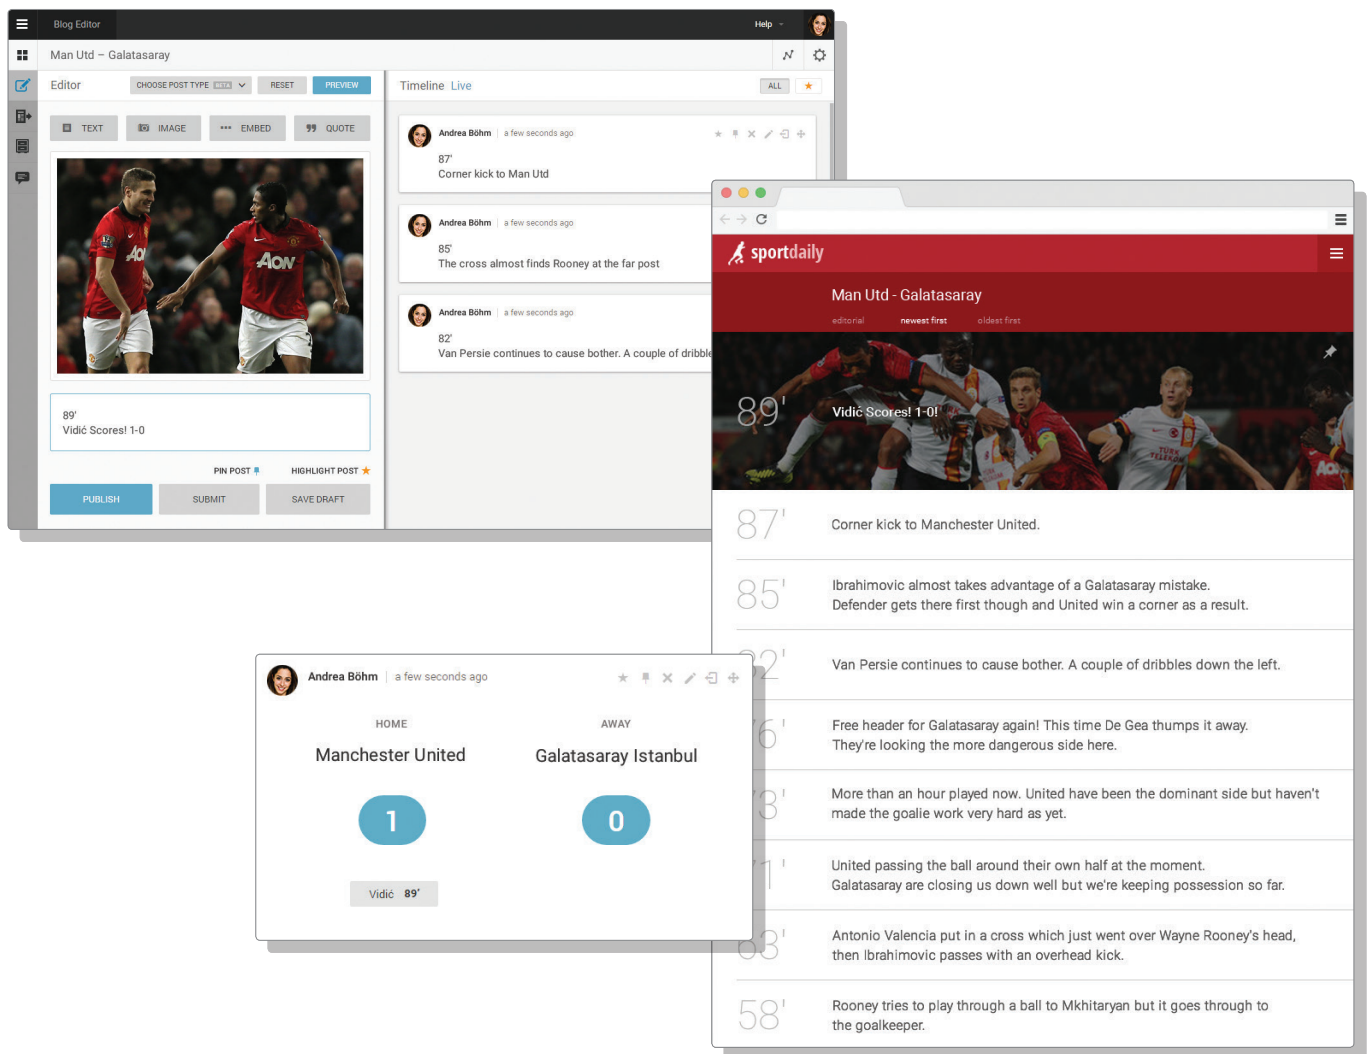 Blog Editor
Help
Man Utd – Galatasaray
Editor
CHOOSE POST TYPE BETA
RESET
PREVIEW
TEXT
IMAGE
EMBED
QUOTE
AON
AON
89'
Vidić Scores! 1-0
PIN POST
HIGHLIGHT POST
PUBLISH
SUBMIT
SAVE DRAFT
Timeline Live
ALL
Andrea Böhm a few seconds ago
87'
Corner kick to Man Utd
Andrea Böhm a few seconds ago
85'
The cross almost finds Rooney at the far post
Andrea Böhm a few seconds ago
82'
Van Persie continues to cause bother. A couple of dribble
sportdaily
Man Utd - Galatasaray
editorial newest first oldest first
89' Vidić Scores! 1-0!
TÜRK
TELEKOM
87' Corner kick to Manchester United.
85' Ibrahimovic almost takes advantage of a Galatasaray mistake.
Defender gets there first though and United win a corner as a result.
82' Van Persie continues to cause bother. A couple of dribbles down the left.
6' Free header for Galatasaray again! This time De Gea thumps it away.
They're looking the more dangerous side here.
3' More than an hour played now. United have been the dominant side but haven't
made the goalie work very hard as yet.
1' United passing the ball around their own half at the moment.
Galatasaray are closing us down well but we're keeping possession so far.
63' Antonio Valencia put in a cross which just went over Wayne Rooney's head,
then Ibrahimovic passes with an overhead kick.
58' Rooney tries to play through a ball to Mkhitaryan but it goes through to
the goalkeeper.
Andrea Böhm a few seconds ago
HOME
Manchester United
1
Vidić 89'
AWAY
Galatasaray Istanbul
0